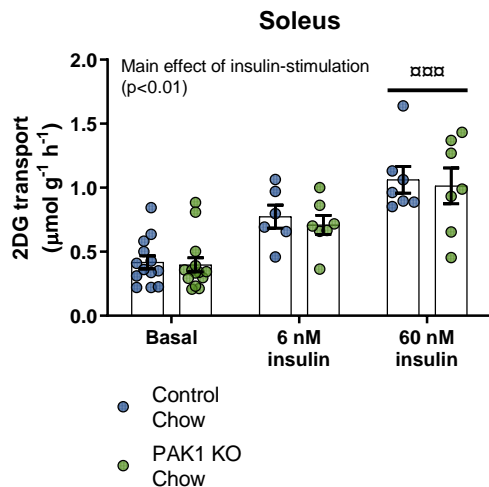 Soleus
2DG transport
(µmol g⁻¹ h⁻¹)
2.0
1.5
1.0
0.5
0.0
Main effect of insulin-stimulation
(p<0.01)
¤¤¤
Basal
6 nM
insulin
60 nM
insulin
Control
Chow
PAK1 KO
Chow